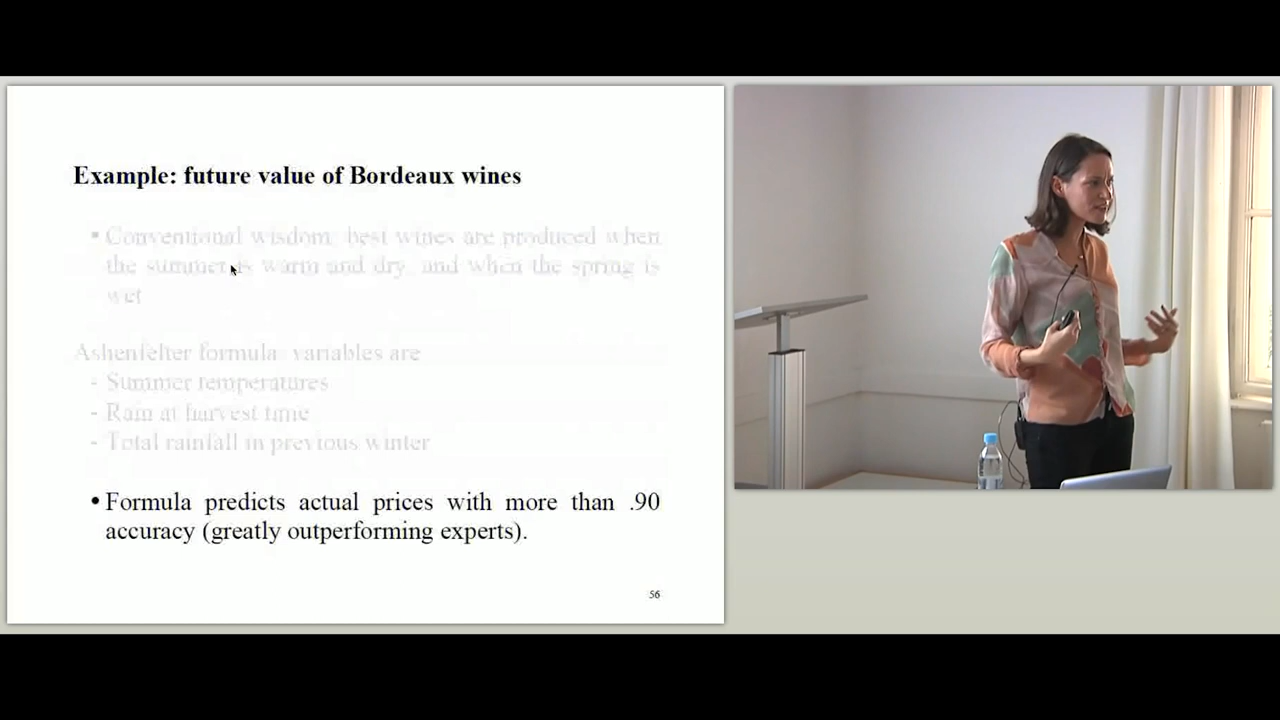 Example: future value of Bordeaux wines
▪ Conventional wisdom: best wines are produced when
the summer is warm and dry, and when the spring is
wet
Ashenfelter formula: variables are
- Summer temperatures
- Rain at harvest time
- Total rainfall in previous winter
• Formula predicts actual prices with more than .90
accuracy (greatly outperforming experts).
56